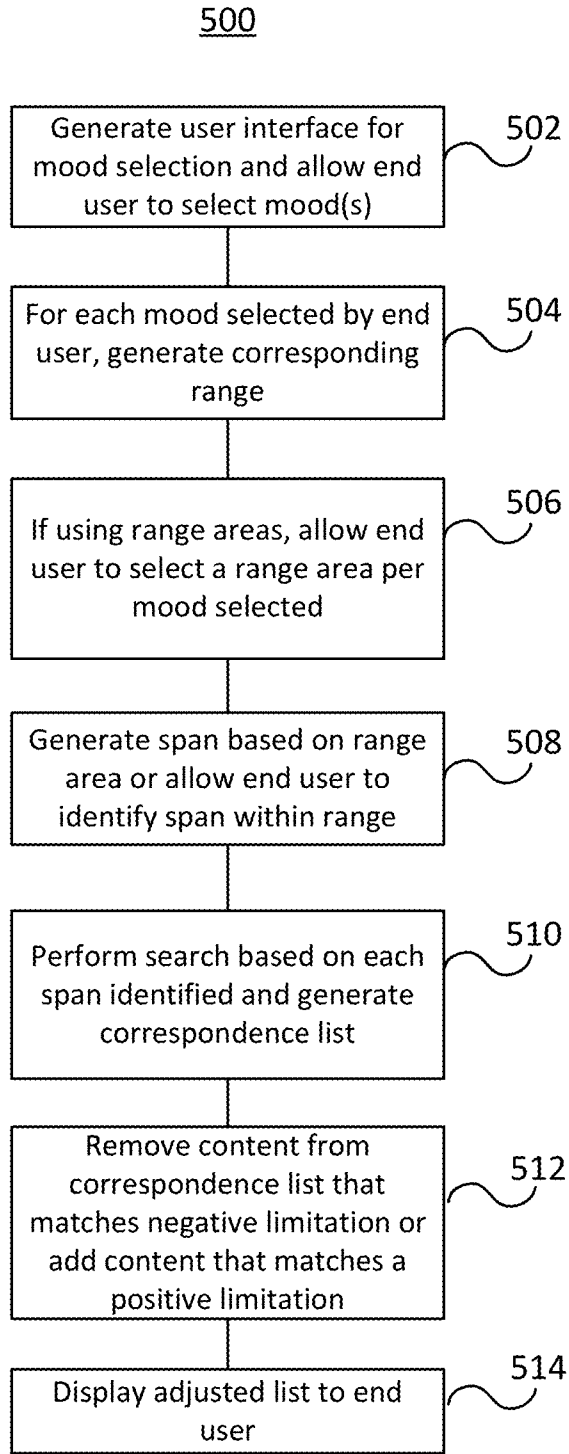 500
Generate user interface for
mood selection and allow end
user to select mood(s)
502
For each mood selected by end
user, generate corresponding
range
504
If using range areas, allow end
user to select a range area per
mood selected
506
Generate span based on range
area or allow end user to
identify span within range
508
Perform search based on each
span identified and generate
correspondence list
510
Remove content from
correspondence list that
matches negative limitation or
add content that matches a
positive limitation
512
Display adjusted list to end
user
514